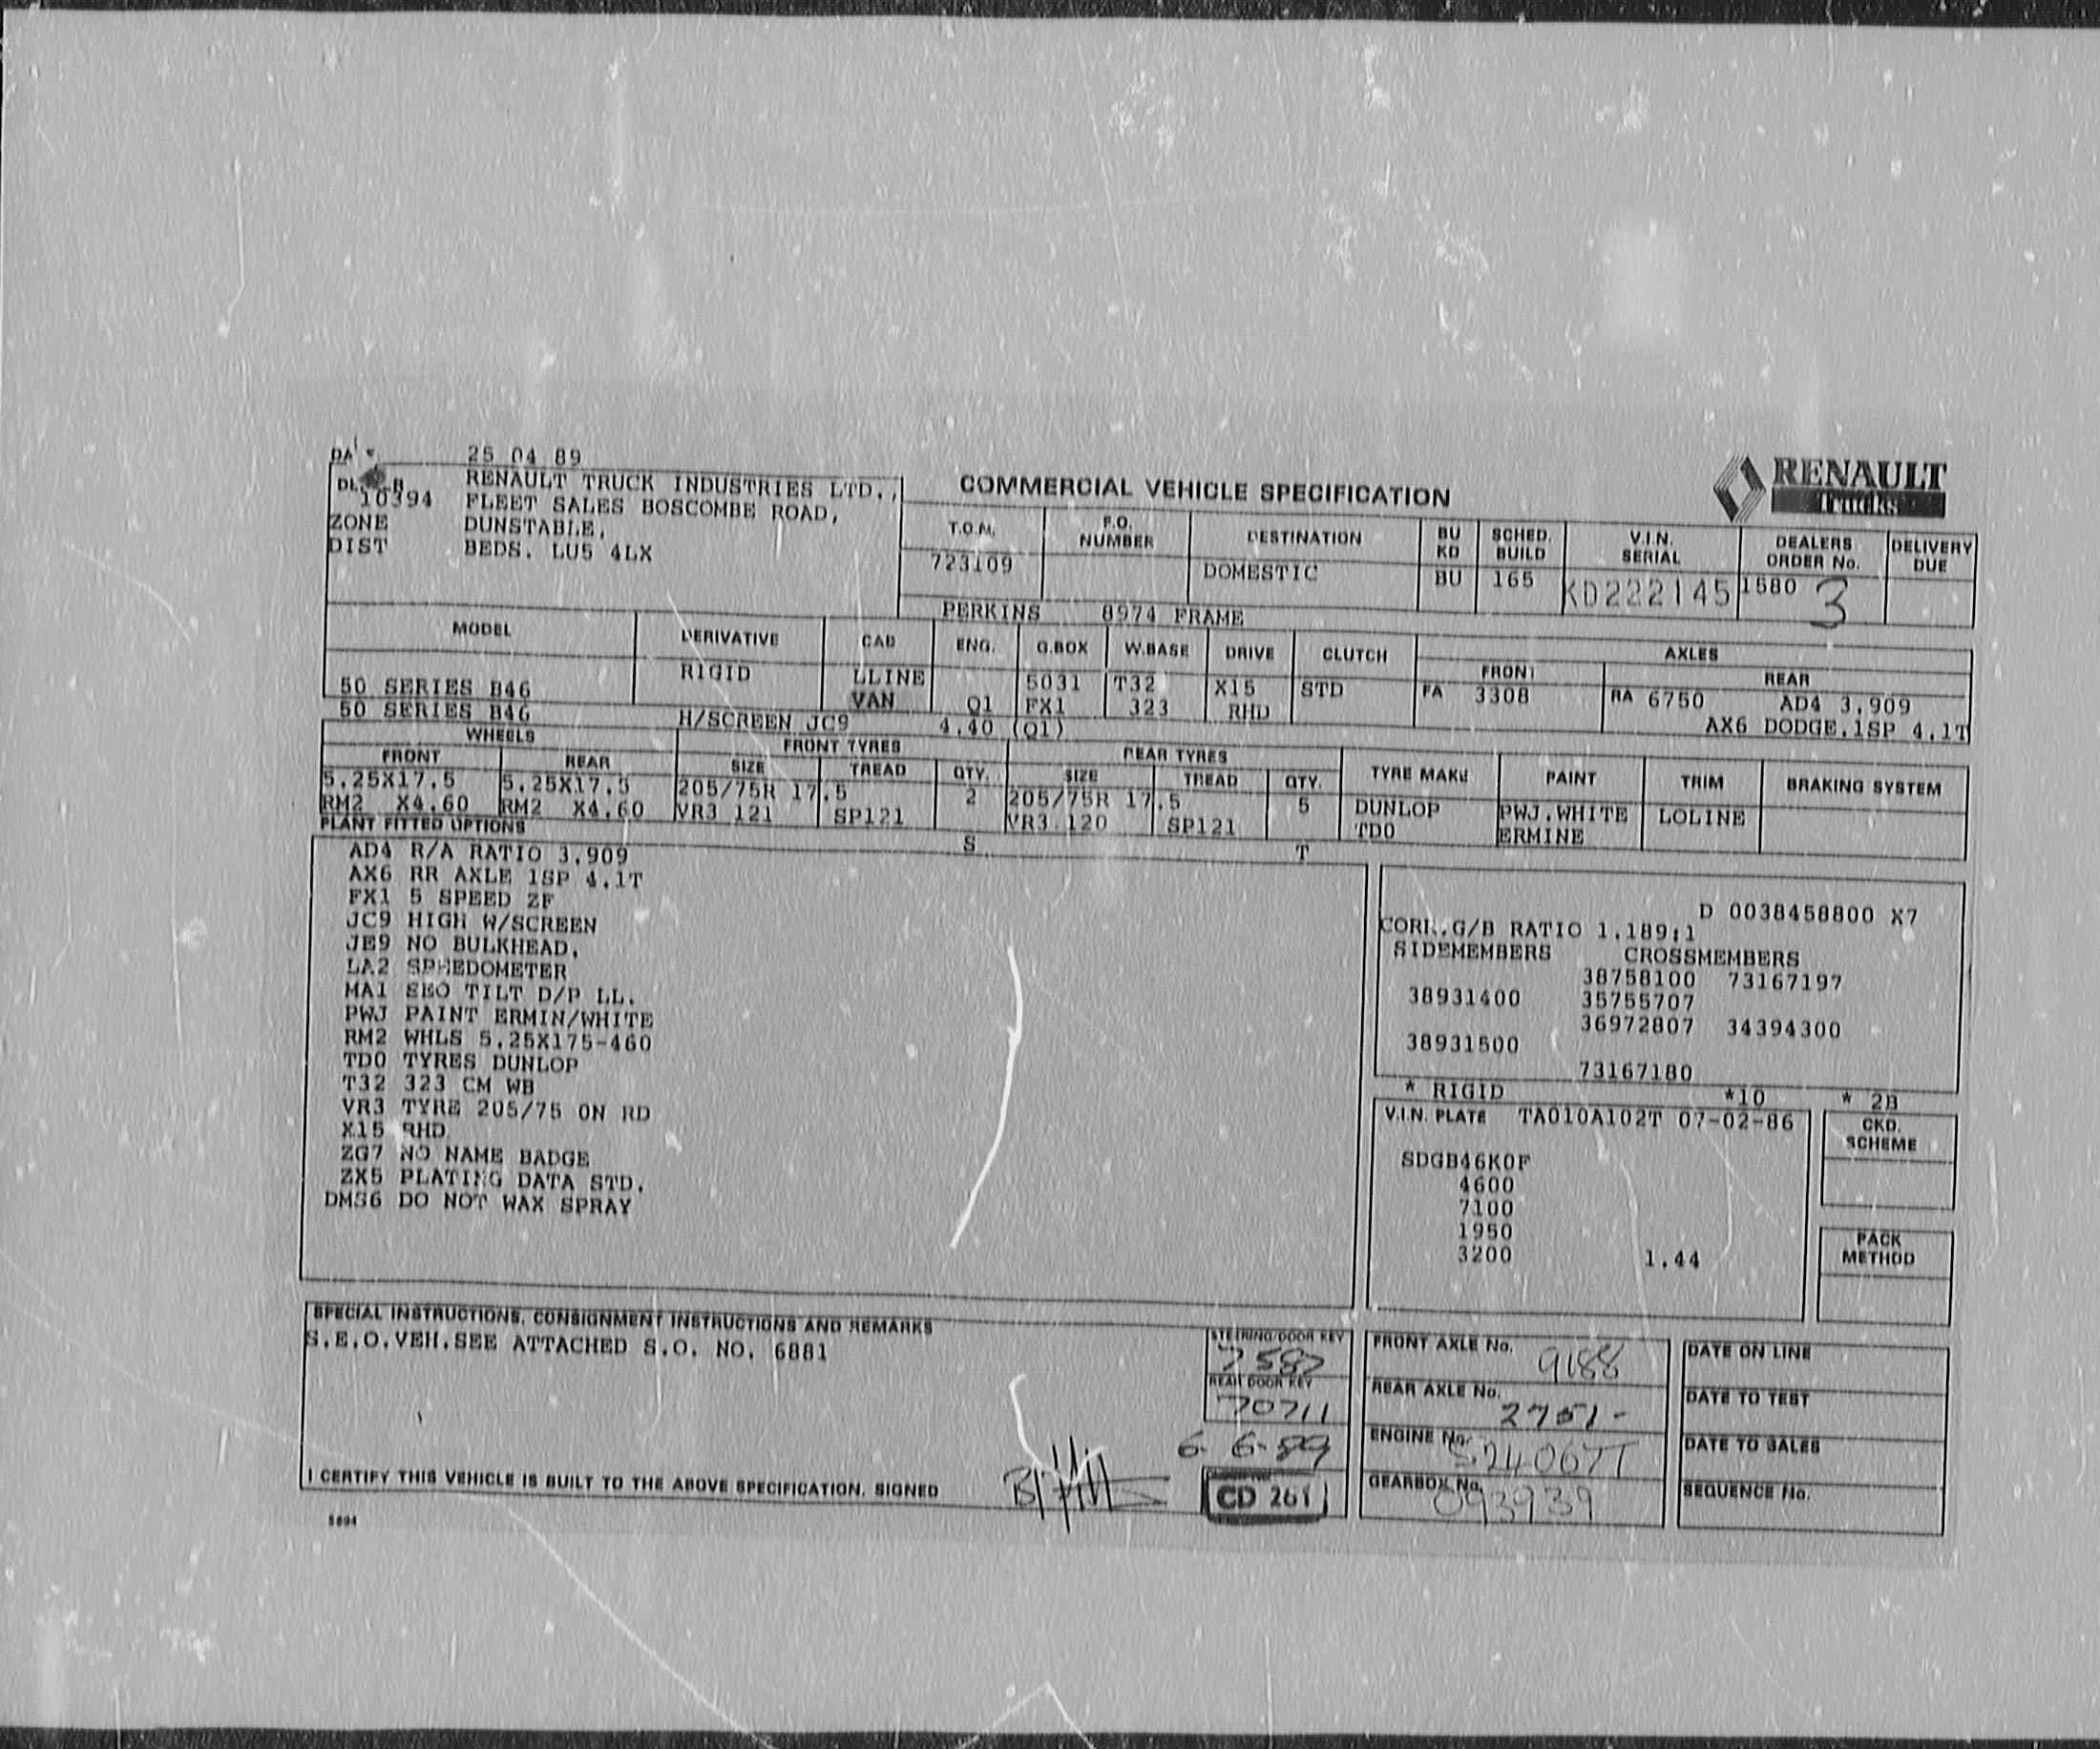 25 04 89
10394
RENAULT TRUCK INDUSTRIES LTD.,
FLEET SALES BOSCOMBE ROAD,
ZONE DUNSTABLE,
DIST BEDS. LU5 4LX
COMMERCIAL VEHICLE SPECIFICATION
RENAULT
Trucks
T.O.M. F.O. NUMBER DESTINATION BU KD SCHED. BUILD V.I.N. SERIAL DEALERS ORDER No. DELIVERY DUE
723109 DOMESTIC BU 165 KD222145 1580 3
PERKINS 8974 FRAME
MODEL DERIVATIVE CAB ENG. G.BOX W.BASE DRIVE CLUTCH AXLES
FRONT REAR
50 SERIES B46 RIGID LLINE 5031 T32 X15 STD FA 3308 RA 6750 AD4 3.909
VAN Q1 FX1 323 RHD
50 SERIES B46 H/SCREEN JC9 4.40 (Q1) AX6 DODGE.1SP 4.1T
WHEELS FRONT TYRES REAR TYRES
FRONT REAR SIZE TREAD QTY. SIZE TREAD QTY. TYRE MAKE PAINT TRIM BRAKING SYSTEM
5.25X17.5 5.25X17.5 205/75R 17.5 2 205/75R 17.5 5 DUNLOP PWJ.WHITE LOLINE
RM2 X4.60 RM2 X4.60 VR3 121 SP121 VR3 120 SP121 TD0 ERMINE
PLANT FITTED OPTIONS S T
AD4 R/A RATIO 3.909
AX6 RR AXLE 1SP 4.1T
FX1 5 SPEED ZF
JC9 HIGH W/SCREEN
JE9 NO BULKHEAD.
LA2 SPEEDOMETER
MA1 SEO TILT D/P LL.
PWJ PAINT ERMIN/WHITE
RM2 WHLS 5.25X175-460
TD0 TYRES DUNLOP
T32 323 CM WB
VR3 TYRE 205/75 ON RD
X15 RHD
ZG7 NO NAME BADGE
ZX5 PLATING DATA STD.
DMS6 DO NOT WAX SPRAY
D 0038458800 X7
G/B RATIO 1.189:1
SIDEMEMBERS CROSSMEMBERS
38758100 73167197
38931400 35755707
36972807 34394300
38931500
73167180
* RIGID *10 * 2B
V.I.N. PLATE TA010A102T 07-02-86
CKD. SCHEME
SDGB46K0F
4600
7100
1950
3200 1.44
PACK METHOD
SPECIAL INSTRUCTIONS, CONSIGNMENT INSTRUCTIONS AND REMARKS
S.E.O.VEH.SEE ATTACHED S.O. NO. 6881
STEERING/DOOR KEY
7587
REAR DOOR KEY
70711
6-6-89
CD 261
I CERTIFY THIS VEHICLE IS BUILT TO THE ABOVE SPECIFICATION. SIGNED
FRONT AXLE No. 9188
REAR AXLE No. 2751-
ENGINE No. S24067T
GEARBOX No. 093939
DATE ON LINE
DATE TO TEST
DATE TO SALES
SEQUENCE No.